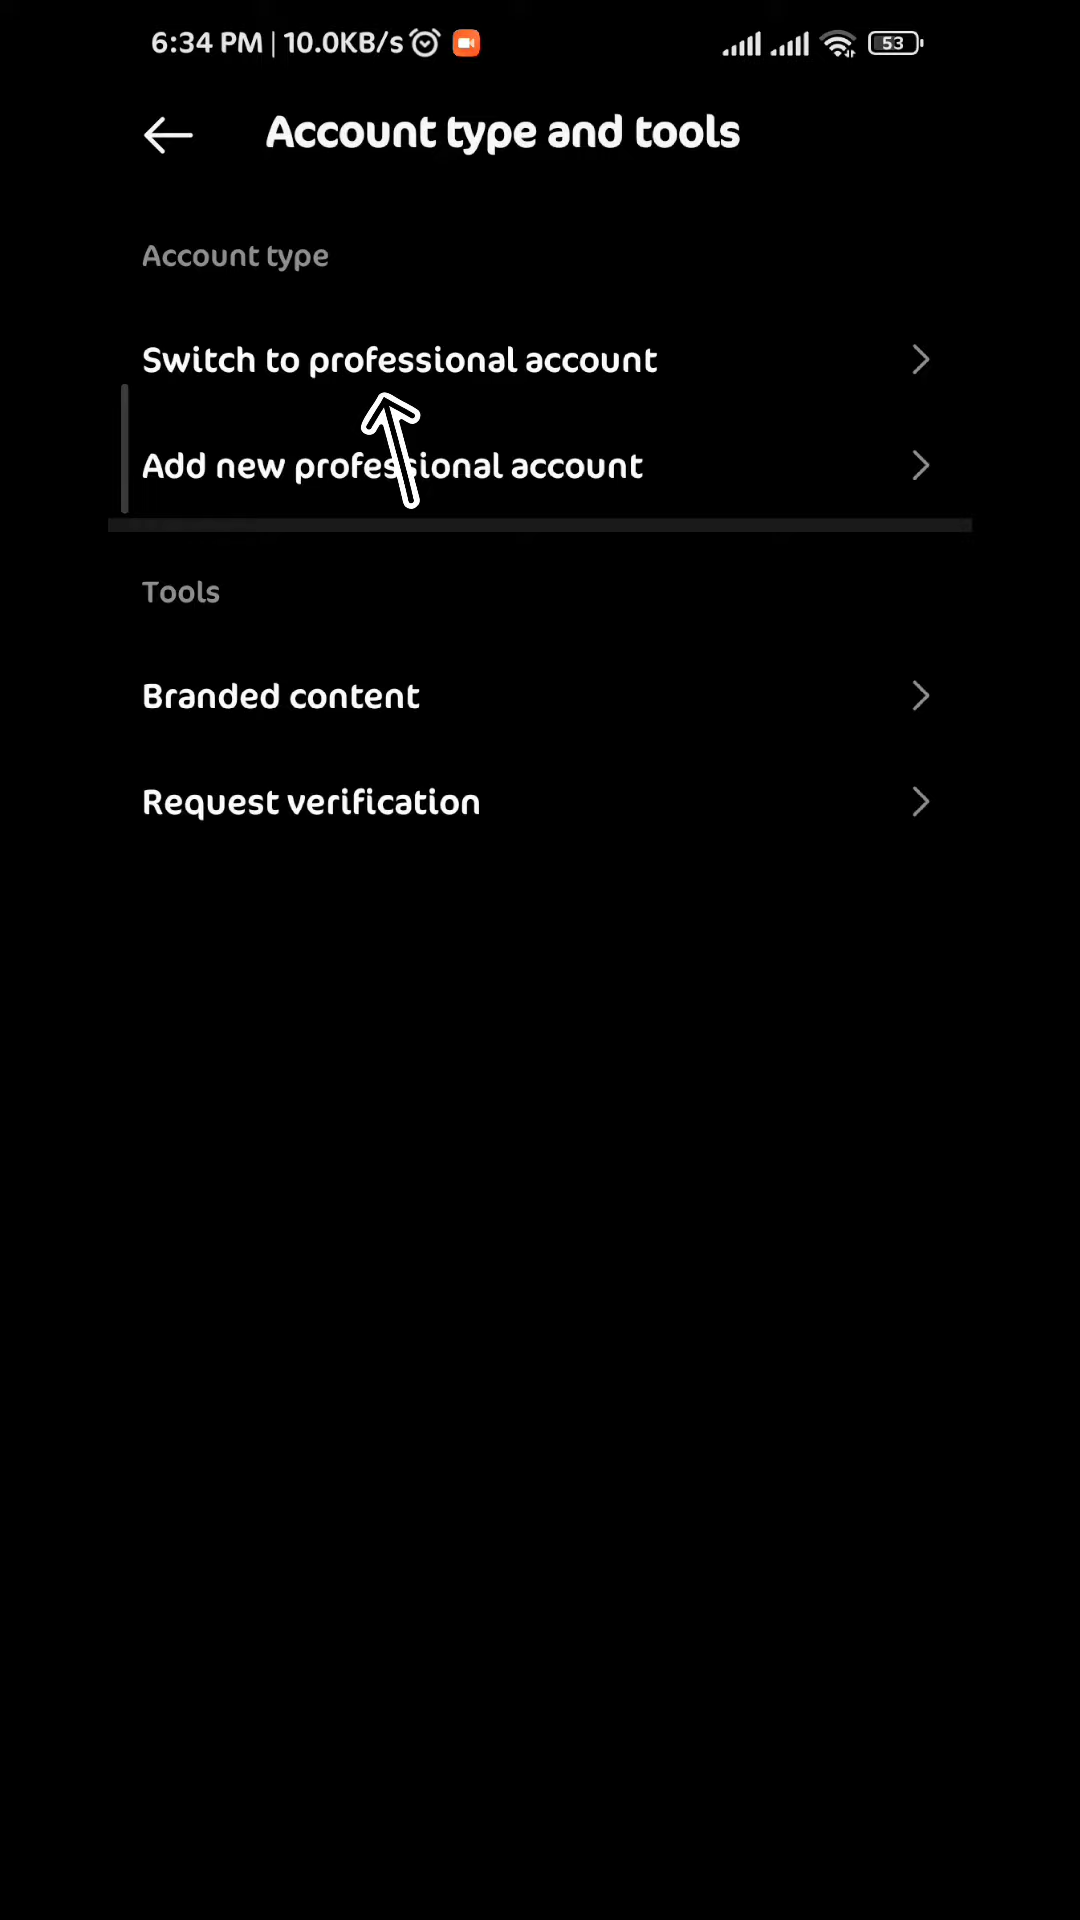 6:34 PM | 10.0KB/s 53
Account type and tools
Account type
Switch to professional account
Add new professional account
Tools
Branded content
Request verification